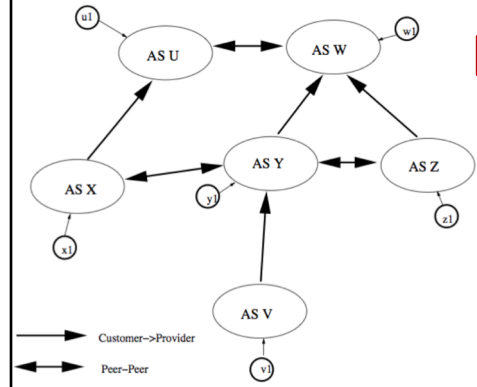 u1
w1
AS U
AS W
AS Y
AS Z
AS X
y1
z1
x1
AS V
Customer->Provider
Peer-Peer
v1